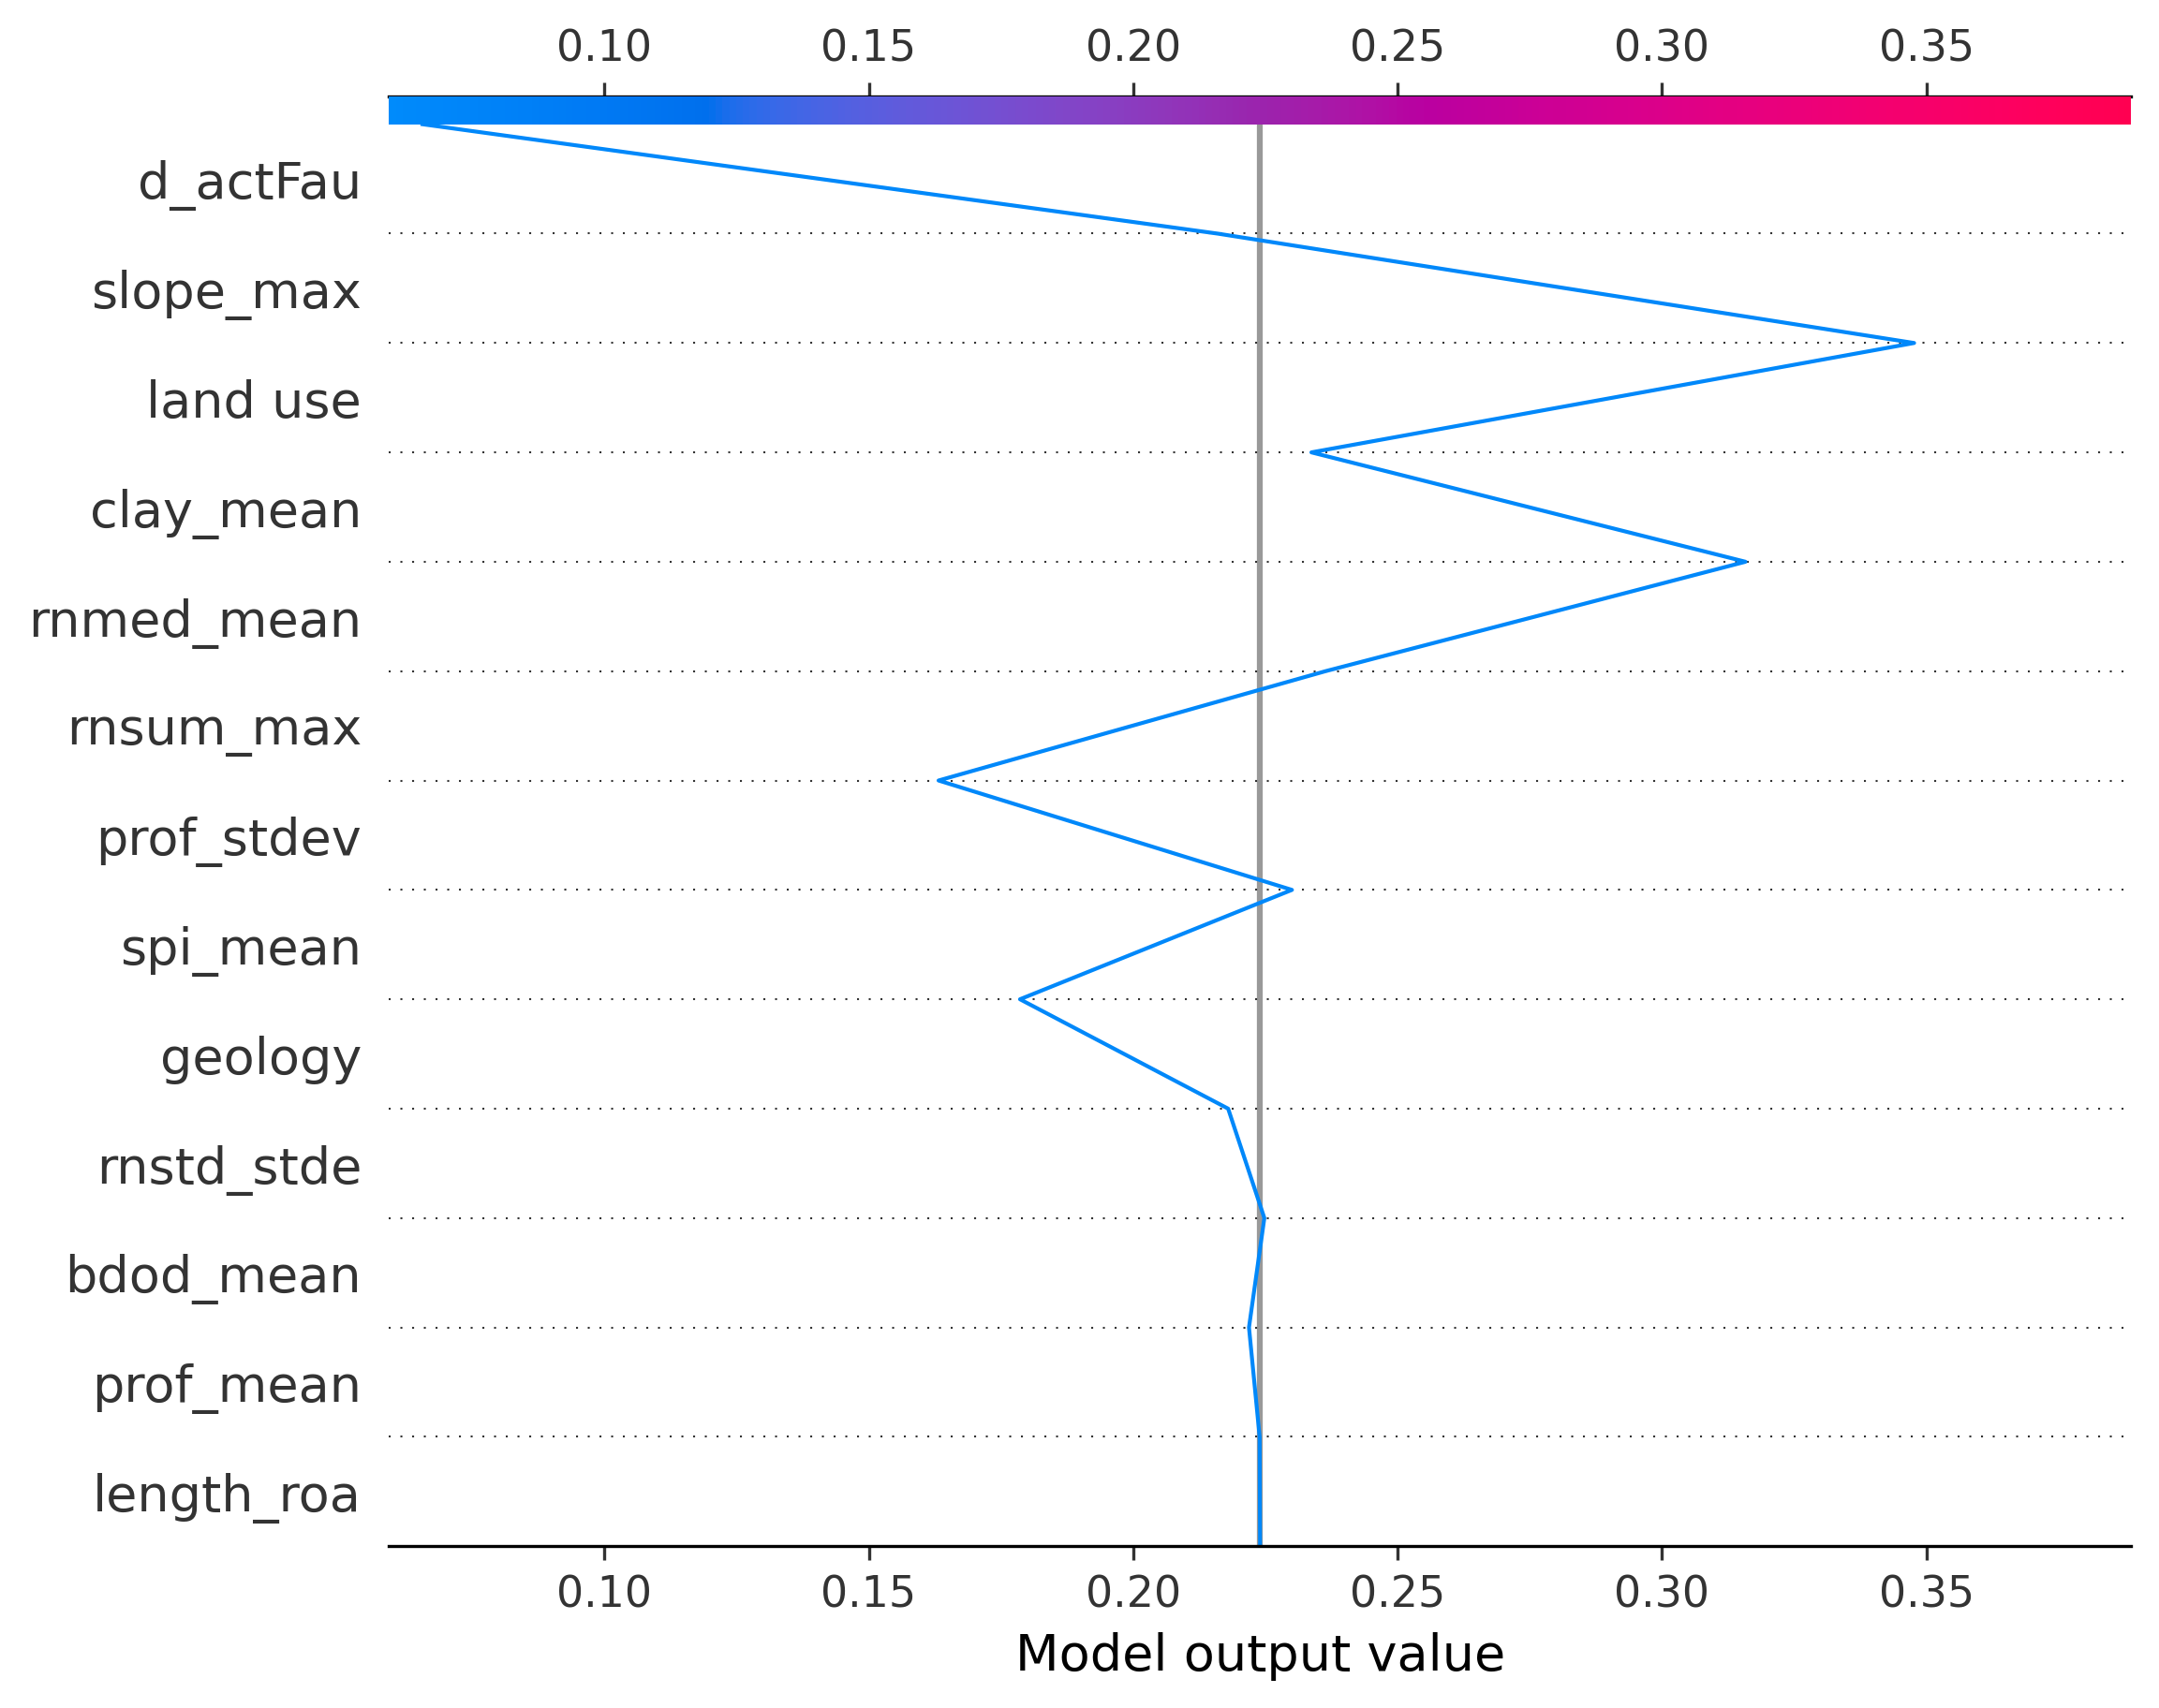 0.10 0.15 0.20 0.25 0.30 0.35
d_actFau
slope_max
land use
clay_mean
rnmed_mean
rnsum_max
prof_stdev
spi_mean
geology
rnstd_stde
bdod_mean
prof_mean
length_roa
0.10 0.15 0.20 0.25 0.30 0.35
Model output value